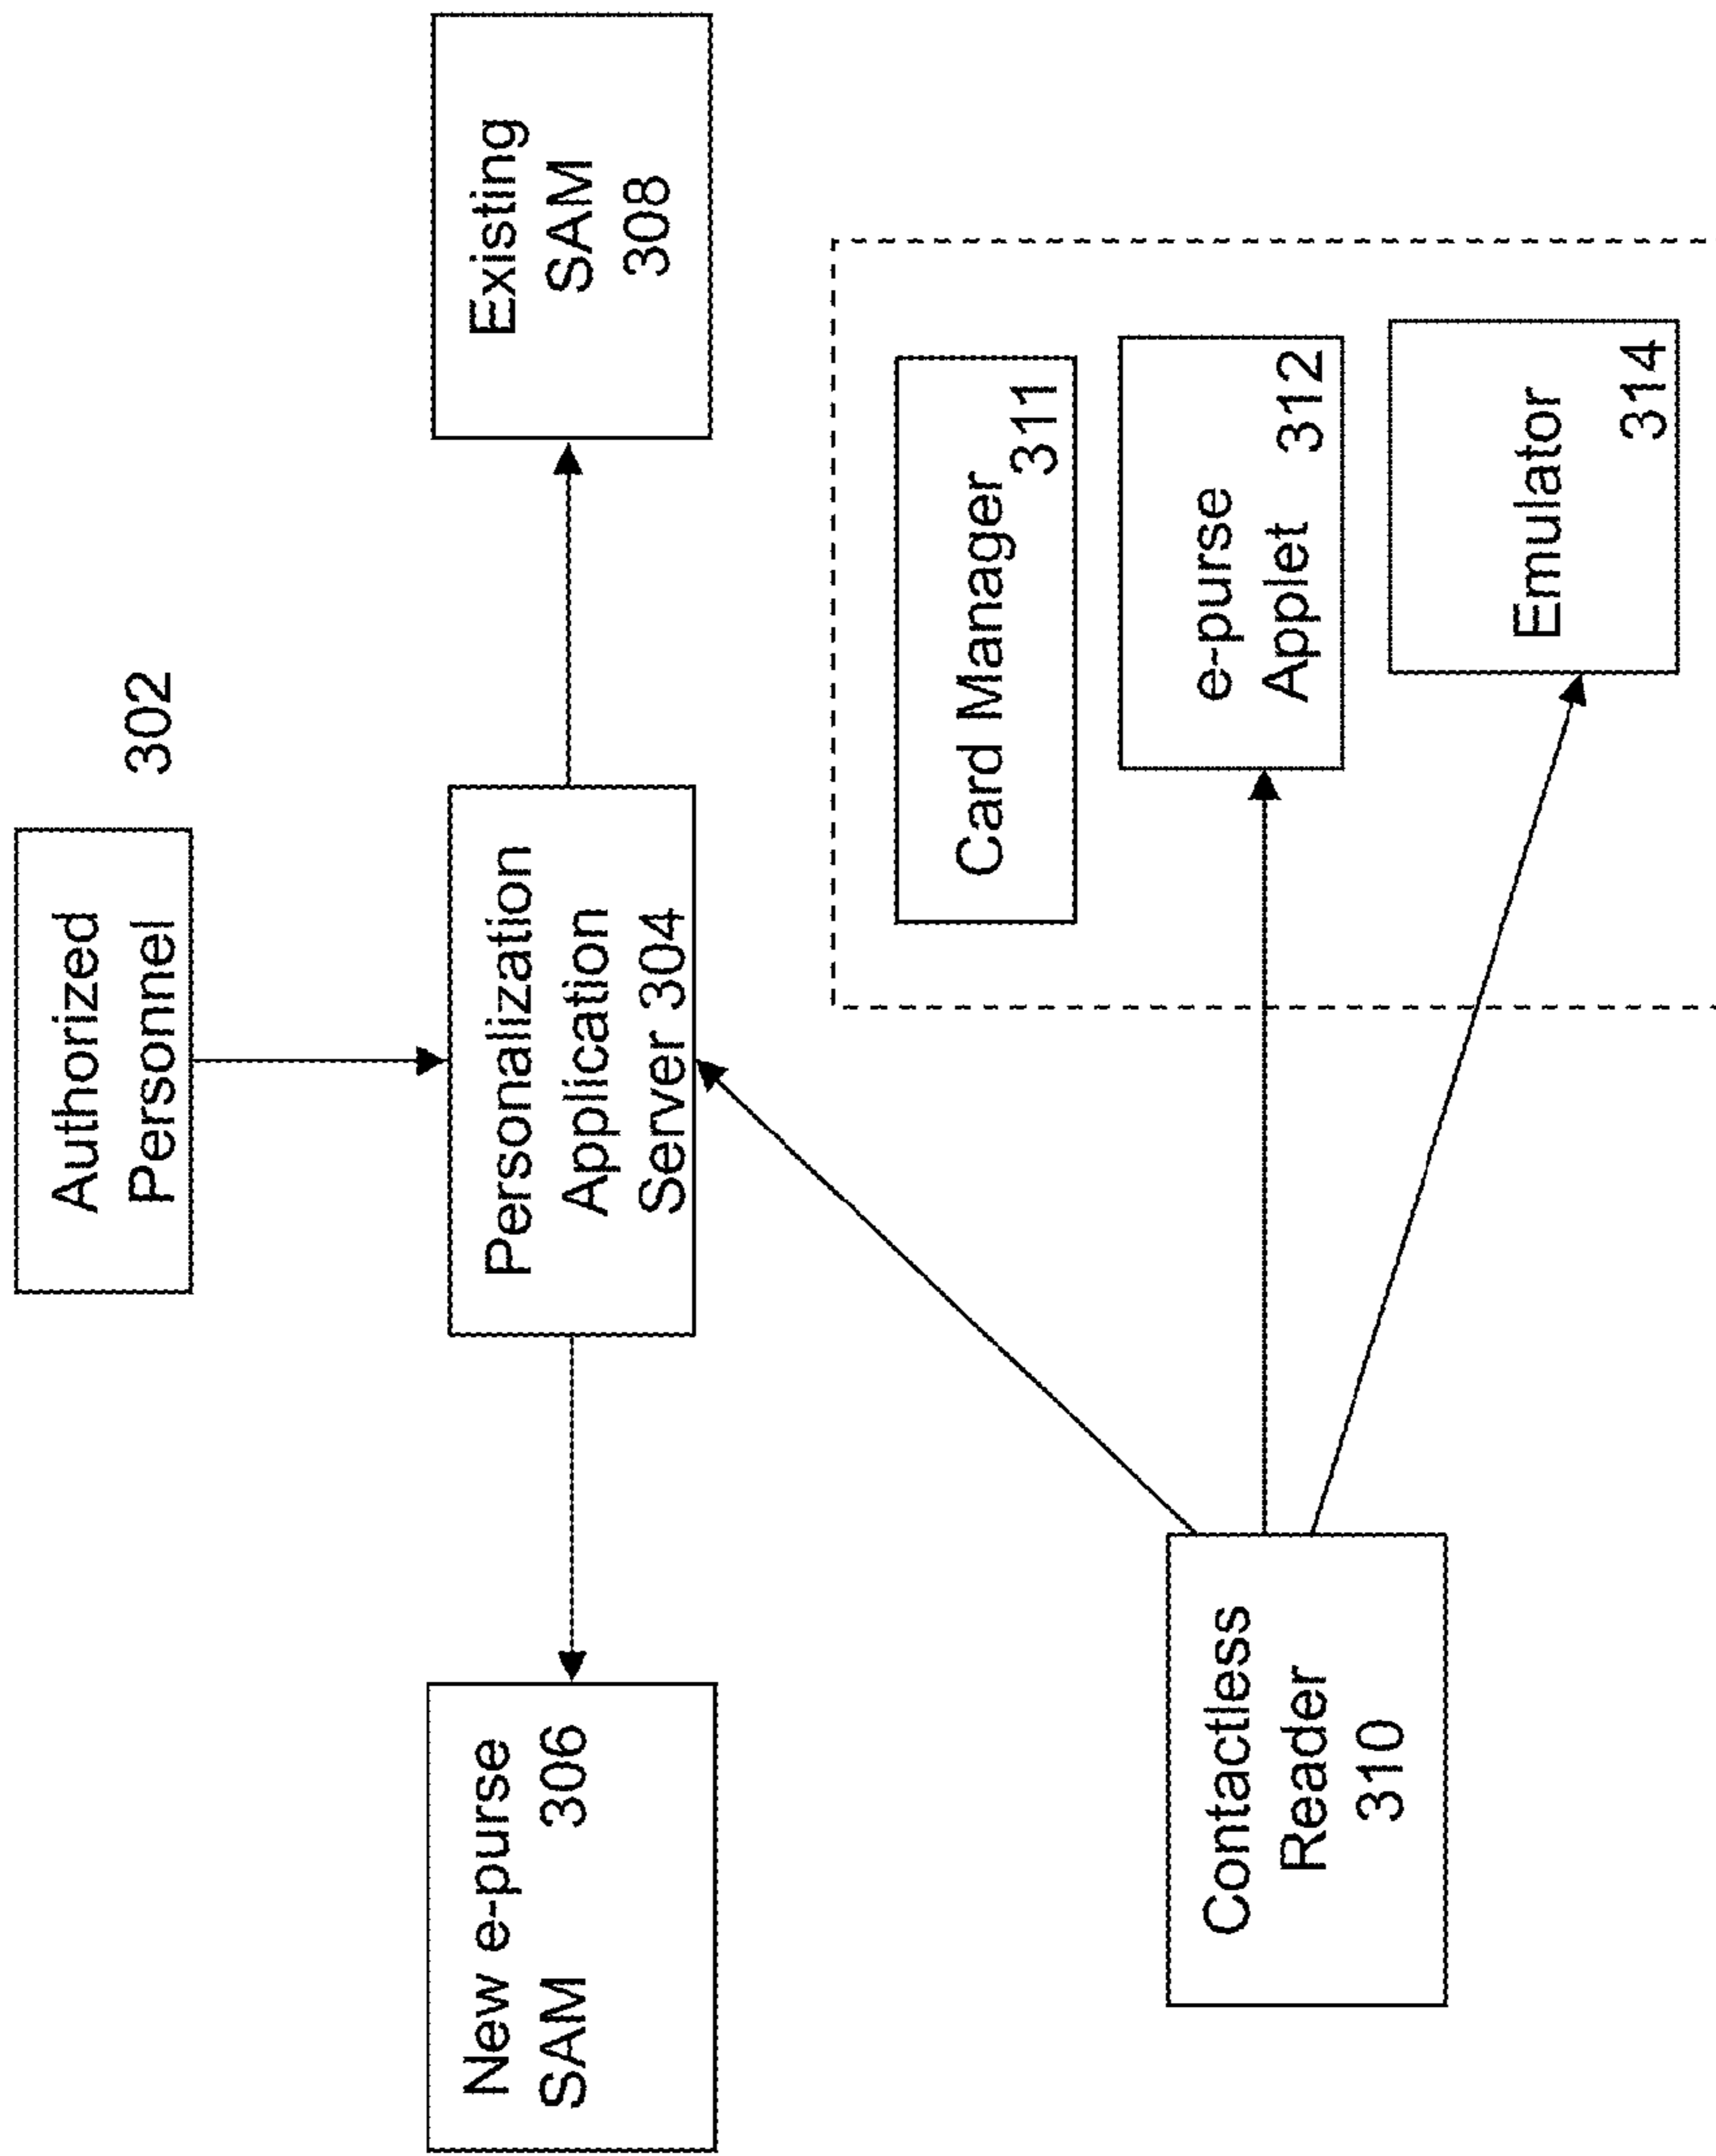 Authorized
Personnel
302
New e-purse
SAM 306
Personalization
Application
Server 304
Existing
SAM
308
Contactless
Reader
310
Card Manager
311
e-purse
Applet 312
Emulator
314